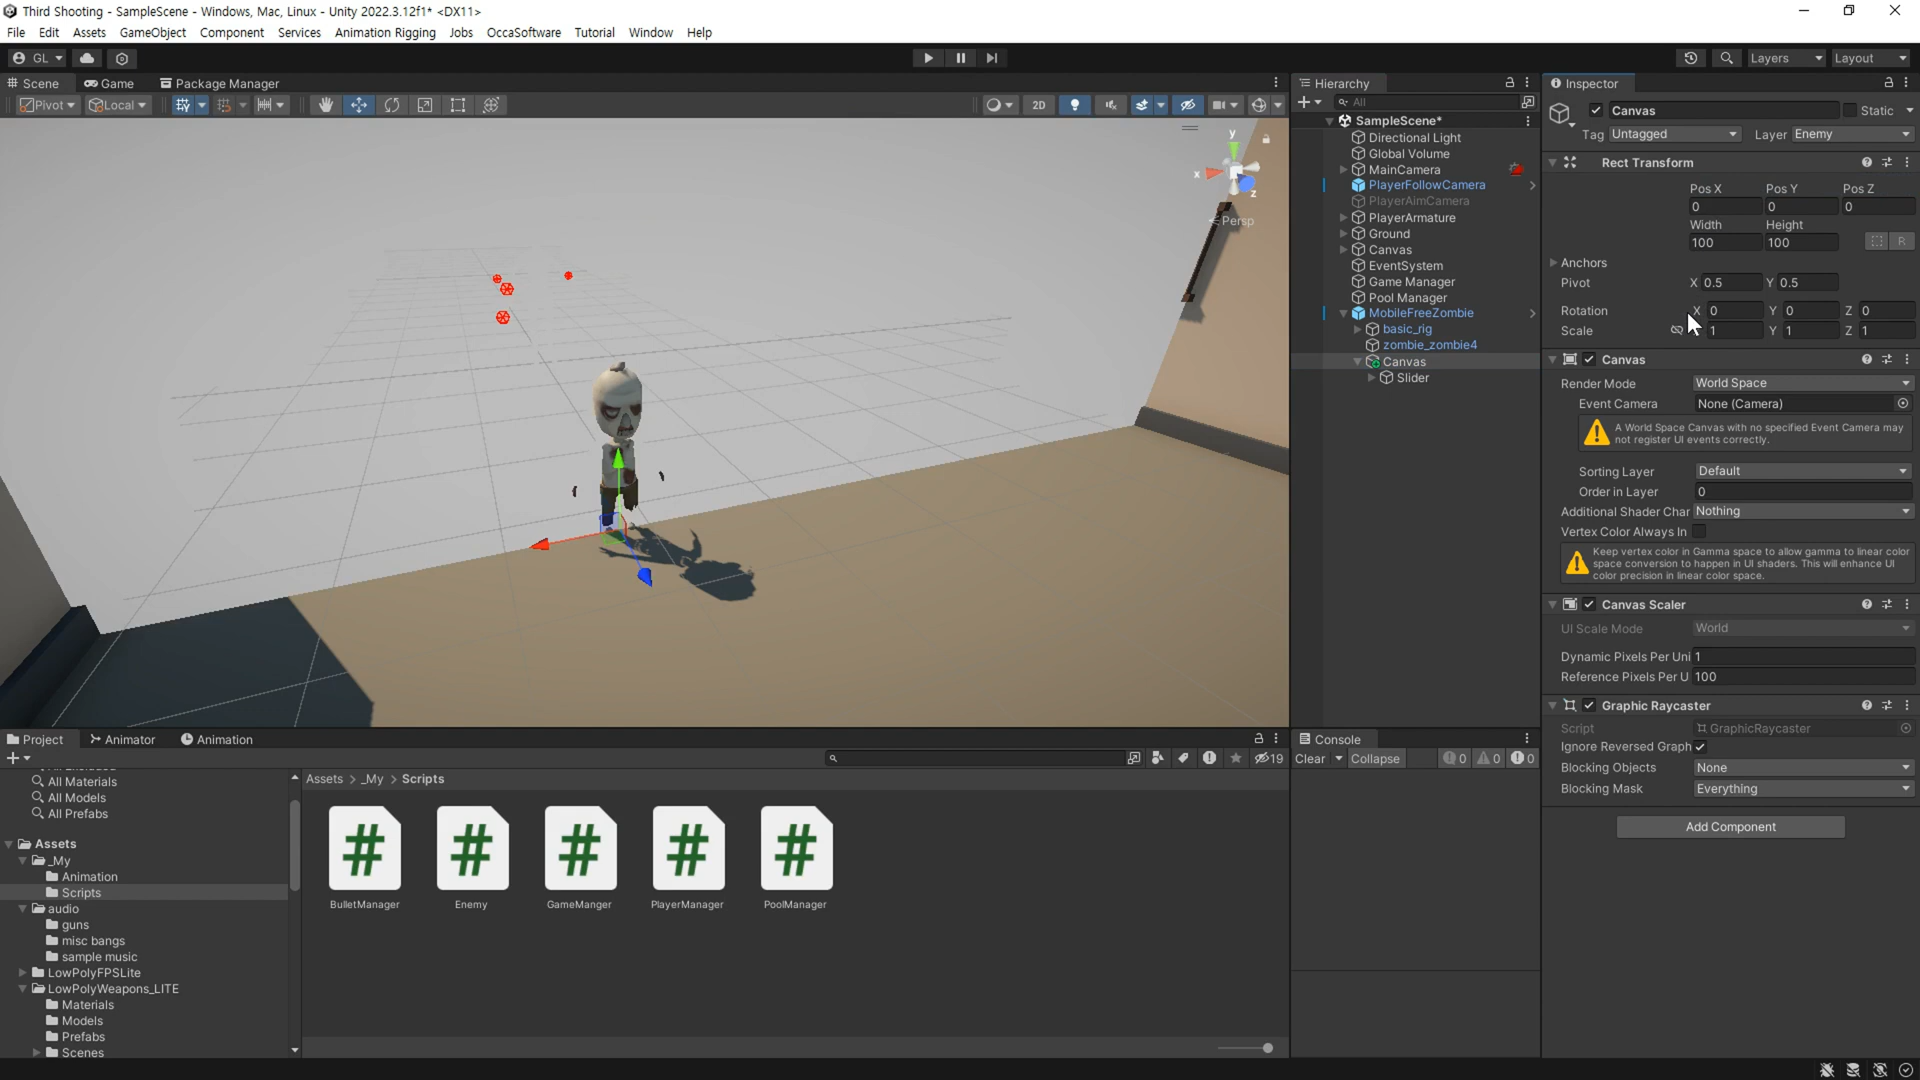 Third Shooting - SampleScene - Windows, Mac, Linux - Unity 2022.3.12f1* <DX11>
File Edit Assets GameObject Component Services Animation Rigging Jobs OccaSoftware Tutorial Window Help
GL Layers Layout
Scene Game Package Manager
Pivot Local 2D
y
x
z
Persp
Hierarchy
All
SampleScene*
Directional Light
Global Volume
MainCamera
PlayerFollowCamera
PlayerAimCamera
PlayerArmature
Ground
Canvas
EventSystem
Game Manager
Pool Manager
MobileFreeZombie
basic_rig
zombie_zombie4
Canvas
Slider
Inspector
Canvas Static
Tag Untagged Layer Enemy
Rect Transform
Pos X Pos Y Pos Z
0 0 0
Width Height
100 100 R
Anchors
Pivot X 0.5 Y 0.5
Rotation X 0 Y 0 Z 0
Scale 1 Y 1 Z 1
Canvas
Render Mode World Space
Event Camera None (Camera)
A World Space Canvas with no specified Event Camera may
not register UI events correctly.
Sorting Layer Default
Order in Layer 0
Additional Shader Char Nothing
Vertex Color Always In
Keep vertex color in Gamma space to allow gamma to linear color
space conversion to happen in UI shaders. This will enhance UI
color precision in linear color space.
Canvas Scaler
UI Scale Mode World
Dynamic Pixels Per Uni 1
Reference Pixels Per U 100
Graphic Raycaster
Script GraphicRaycaster
Ignore Reversed Graph
Blocking Objects None
Blocking Mask Everything
Add Component
Project Animator Animation
19
All Materials
All Models
All Prefabs
Assets
_My
Animation
Scripts
audio
guns
misc bangs
sample music
LowPolyFPSLite
LowPolyWeapons_LITE
Materials
Models
Prefabs
Scenes
Assets > _My > Scripts
BulletManager Enemy GameManger PlayerManager PoolManager
Console
Clear Collapse 0 0 0